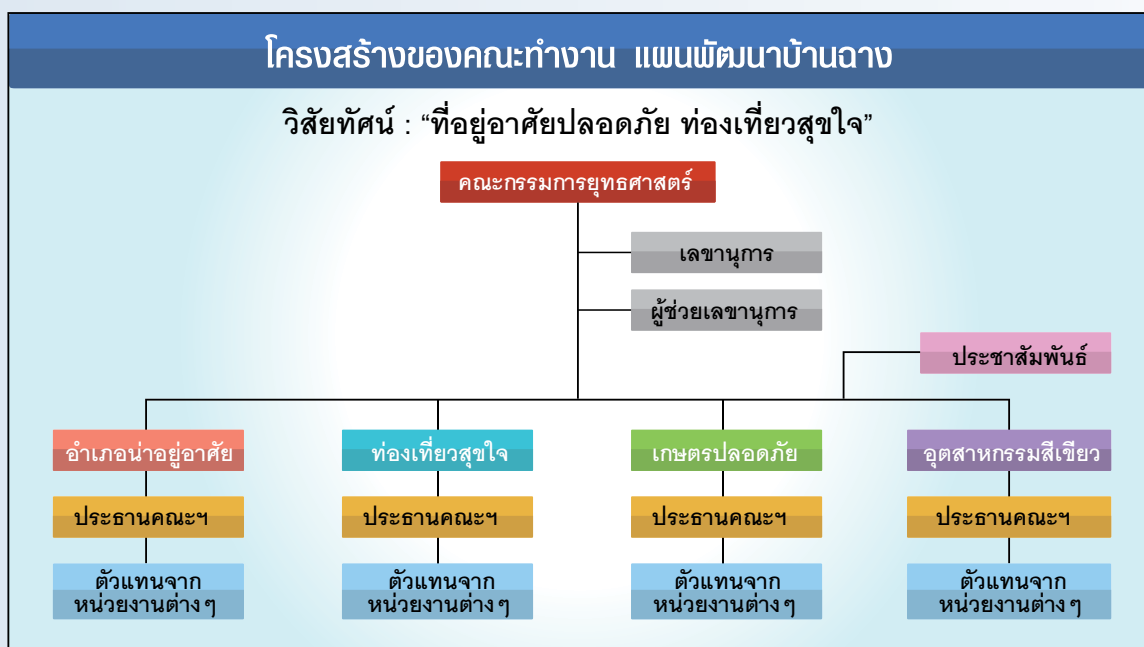 โครงสร้างของคณะทำงาน แผนพัฒนาบ้านฉาง
วิสัยทัศน์ : “ที่อยู่อาศัยปลอดภัย ท่องเที่ยวสุขใจ”
คณะกรรมการยุทธศาสตร์
เลขานุการ
ผู้ช่วยเลขานุการ
ประชาสัมพันธ์
อำเภอน่าอยู่อาศัย
ท่องเที่ยวสุขใจ
เกษตรปลอดภัย
อุตสาหกรรมสีเขียว
ประธานคณะฯ
ประธานคณะฯ
ประธานคณะฯ
ประธานคณะฯ
ตัวแทนจาก
หน่วยงานต่างๆ
ตัวแทนจาก
หน่วยงานต่างๆ
ตัวแทนจาก
หน่วยงานต่างๆ
ตัวแทนจาก
หน่วยงานต่างๆ